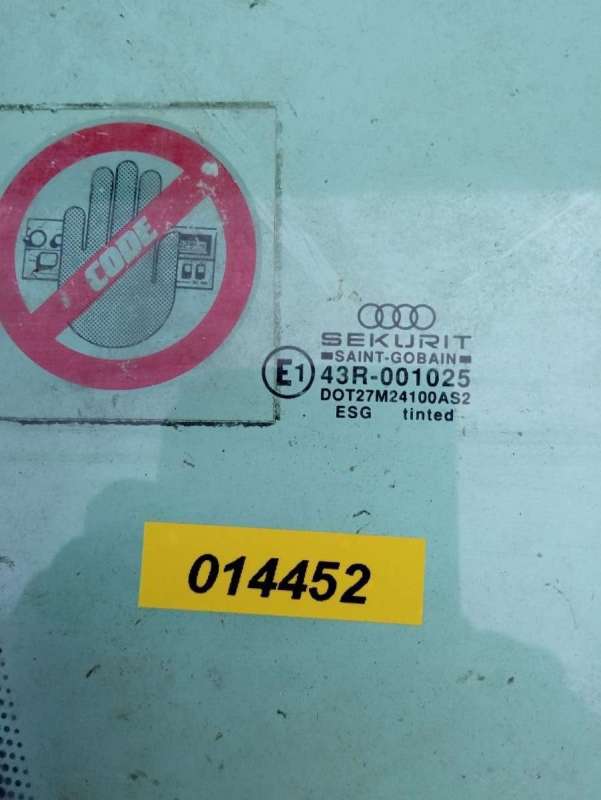 CODE
SEKURIT
SAINT-GOBAIN
E1 43R-001025
DOT27M24100AS2
ESG tinted
014452